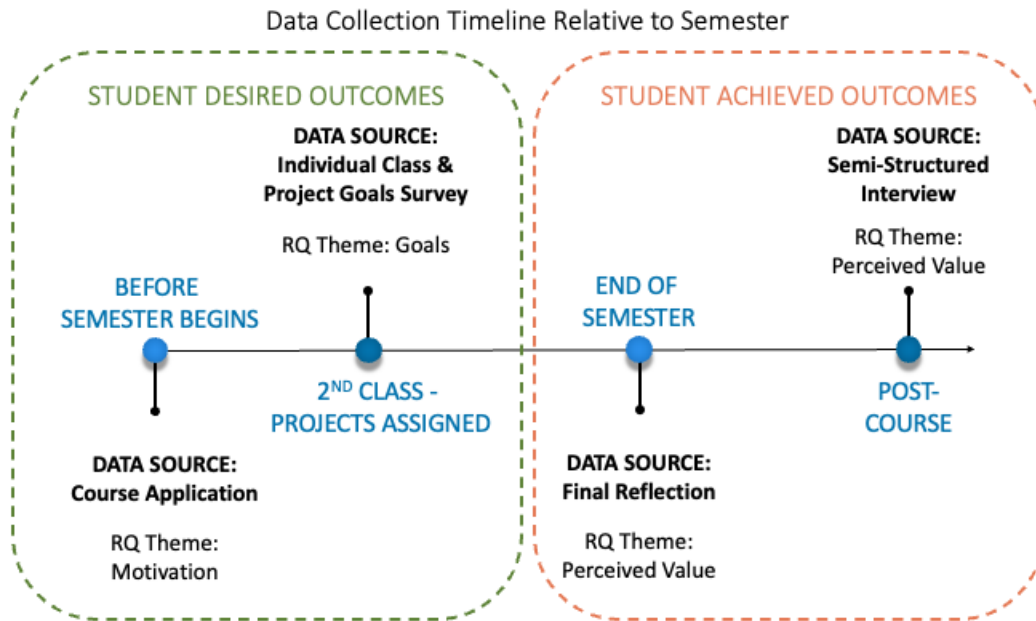 Data Collection Timeline Relative to Semester
STUDENT DESIRED OUTCOMES
DATA SOURCE:
Individual Class &
Project Goals Survey
RQ Theme: Goals
BEFORE
SEMESTER BEGINS
2ND CLASS -
PROJECTS ASSIGNED
DATA SOURCE:
Course Application
RQ Theme:
Motivation
STUDENT ACHIEVED OUTCOMES
DATA SOURCE:
Semi-Structured
Interview
RQ Theme:
Perceived Value
END OF
SEMESTER
POST-
COURSE
DATA SOURCE:
Final Reflection
RQ Theme:
Perceived Value